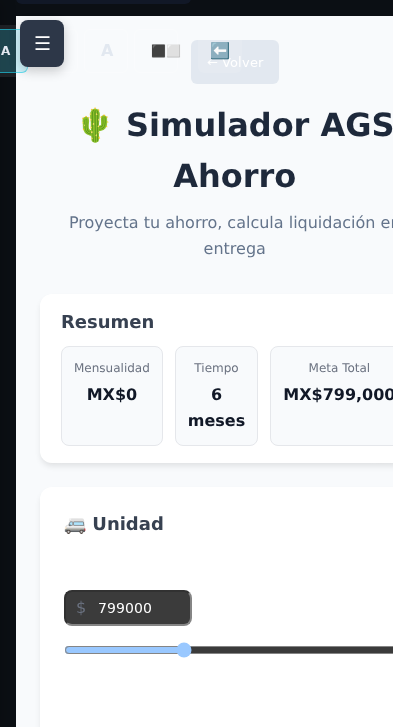 A
☰
A
← Volver
🌵 Simulador AGS
Ahorro
Proyecta tu ahorro, calcula liquidación
entrega
Resumen
Mensualidad
MX$0
Tiempo
6
meses
Meta Total
MX$799,000
🚐 Unidad
$ 799000